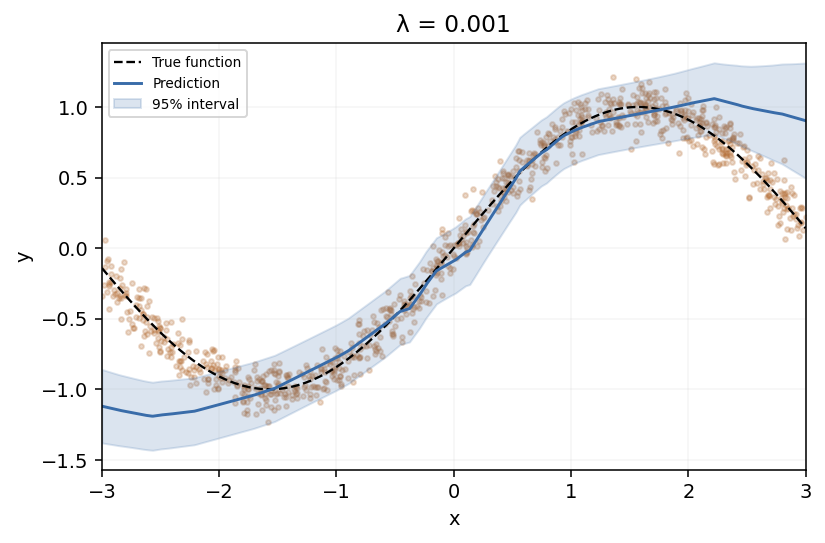 λ = 0.001
True function
Prediction
95% interval
1.0
0.5
0.0
−0.5
−1.0
−1.5
y
−3
−2
−1
0
1
2
3
x